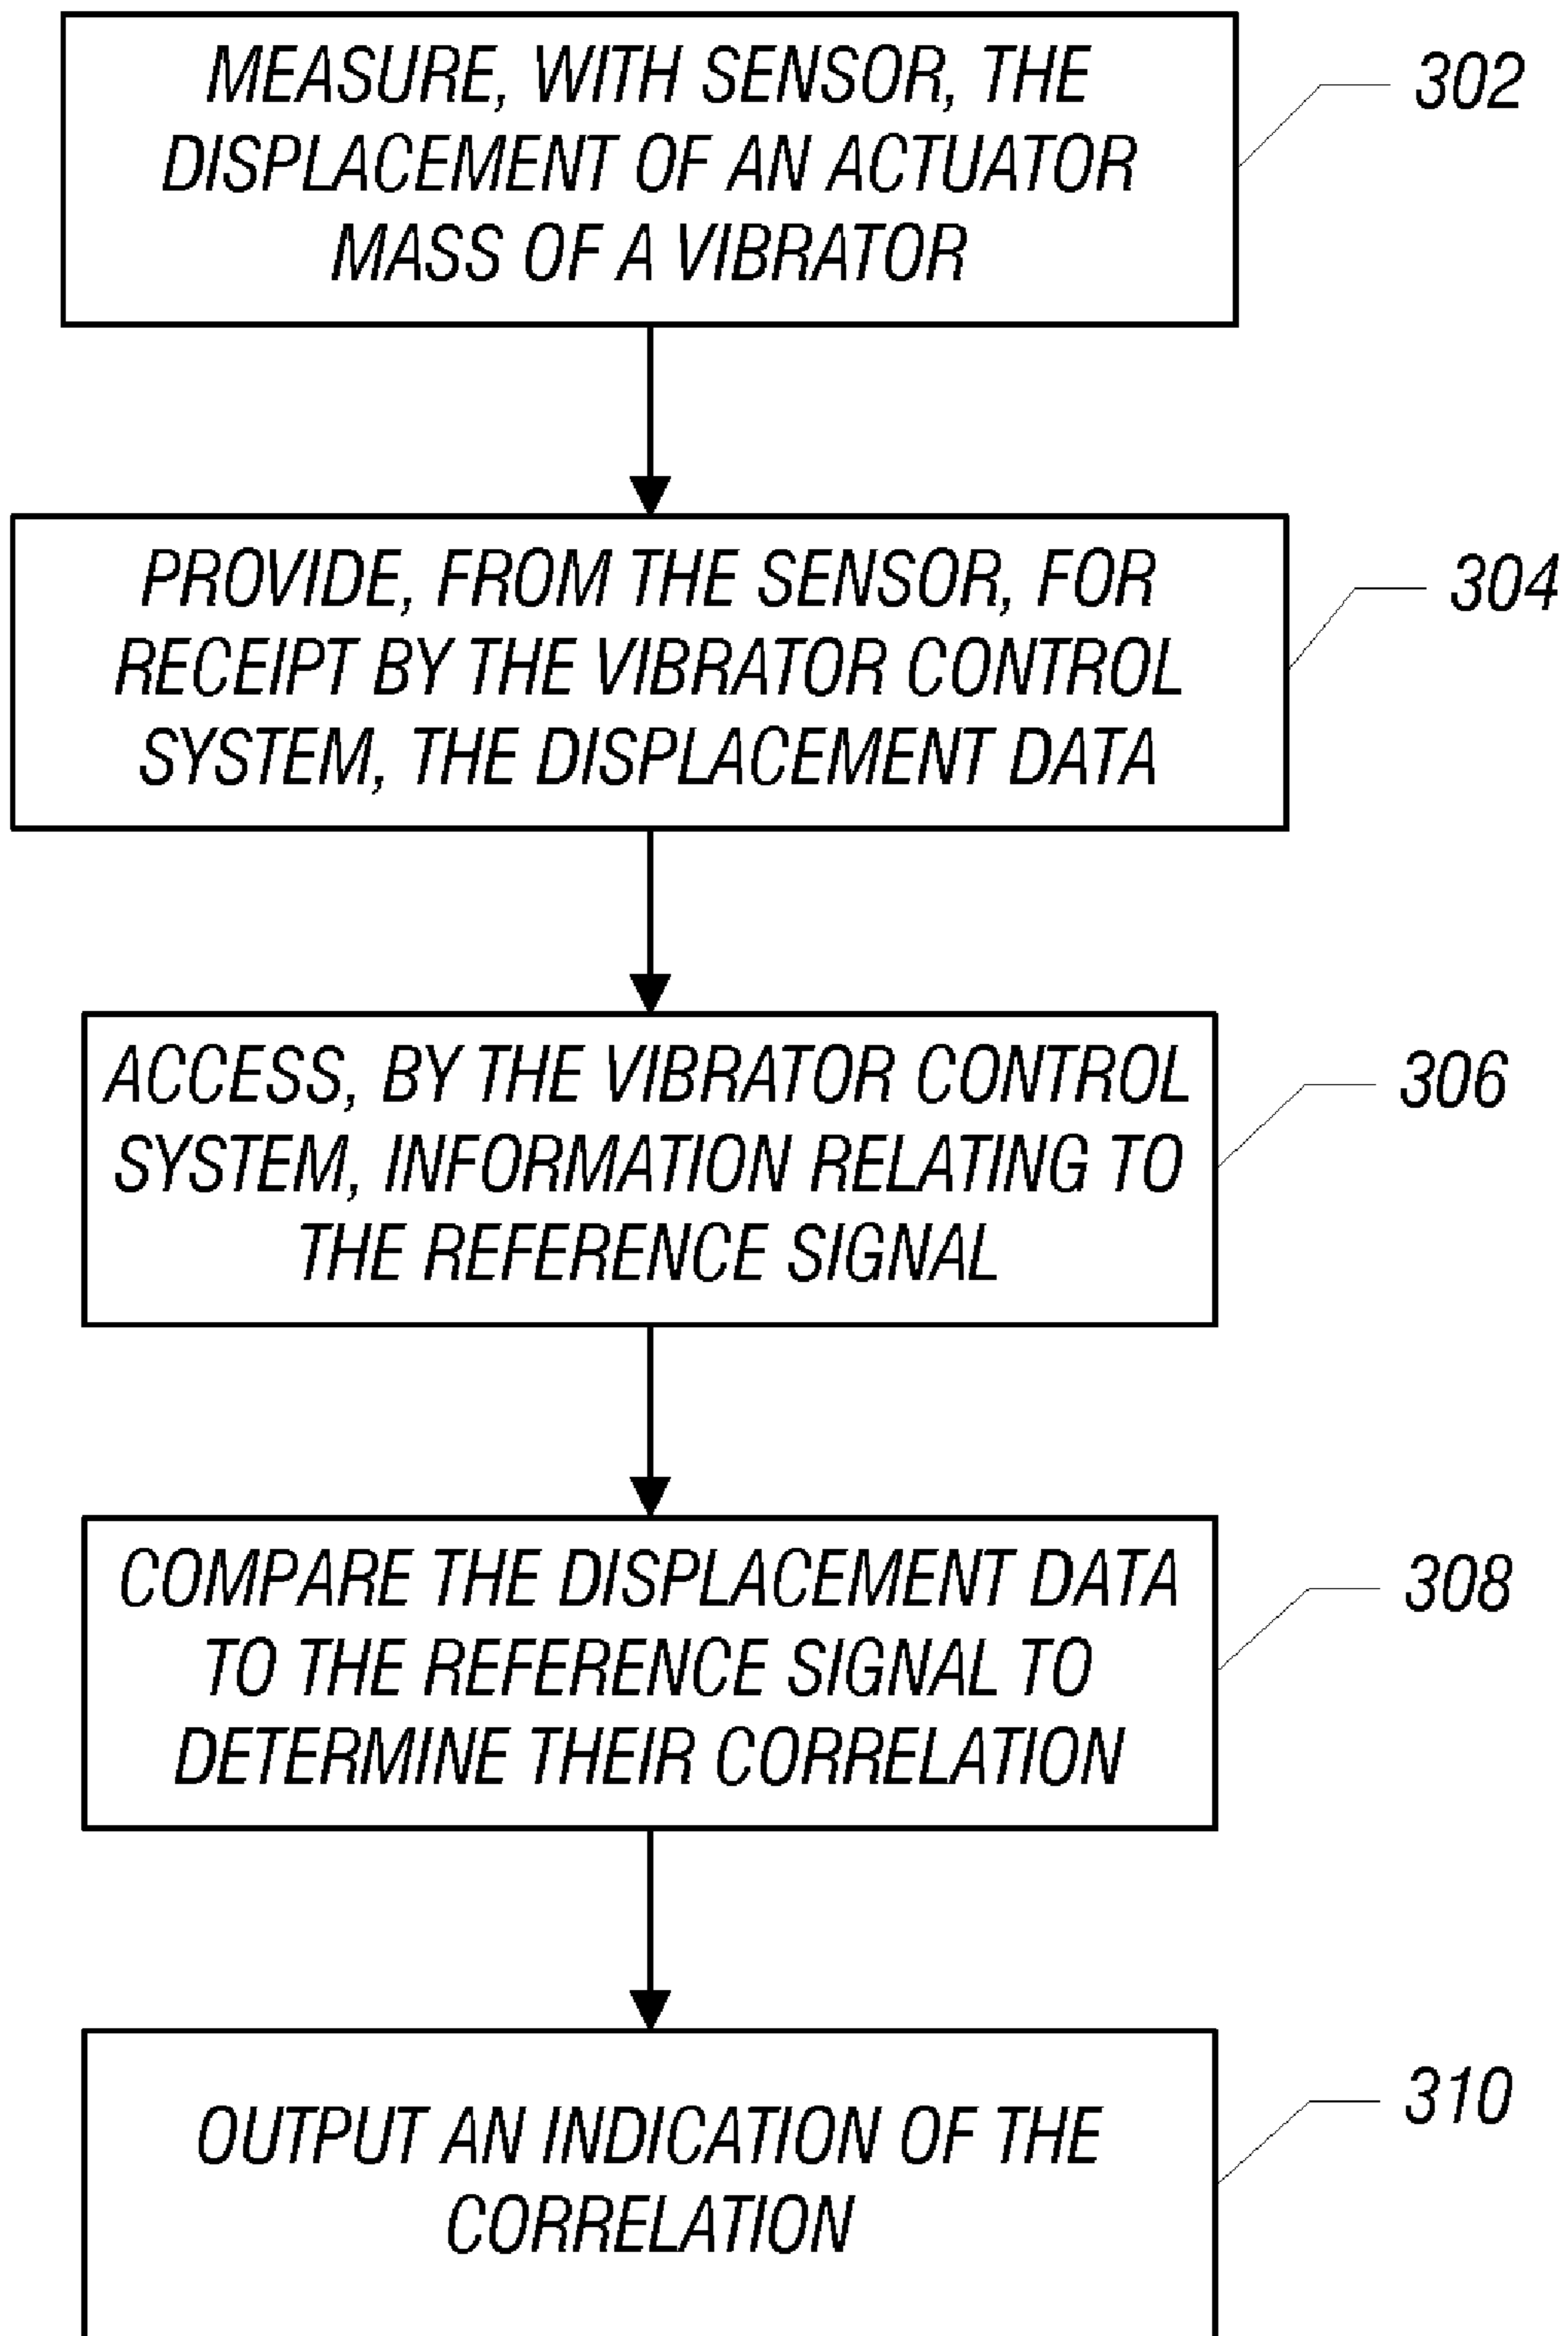 MEASURE, WITH SENSOR, THE
DISPLACEMENT OF AN ACTUATOR
MASS OF A VIBRATOR
302
PROVIDE, FROM THE SENSOR, FOR
RECEIPT BY THE VIBRATOR CONTROL
SYSTEM, THE DISPLACEMENT DATA
304
ACCESS, BY THE VIBRATOR CONTROL
SYSTEM, INFORMATION RELATING TO
THE REFERENCE SIGNAL
306
COMPARE THE DISPLACEMENT DATA
TO THE REFERENCE SIGNAL TO
DETERMINE THEIR CORRELATION
308
OUTPUT AN INDICATION OF THE
CORRELATION
310